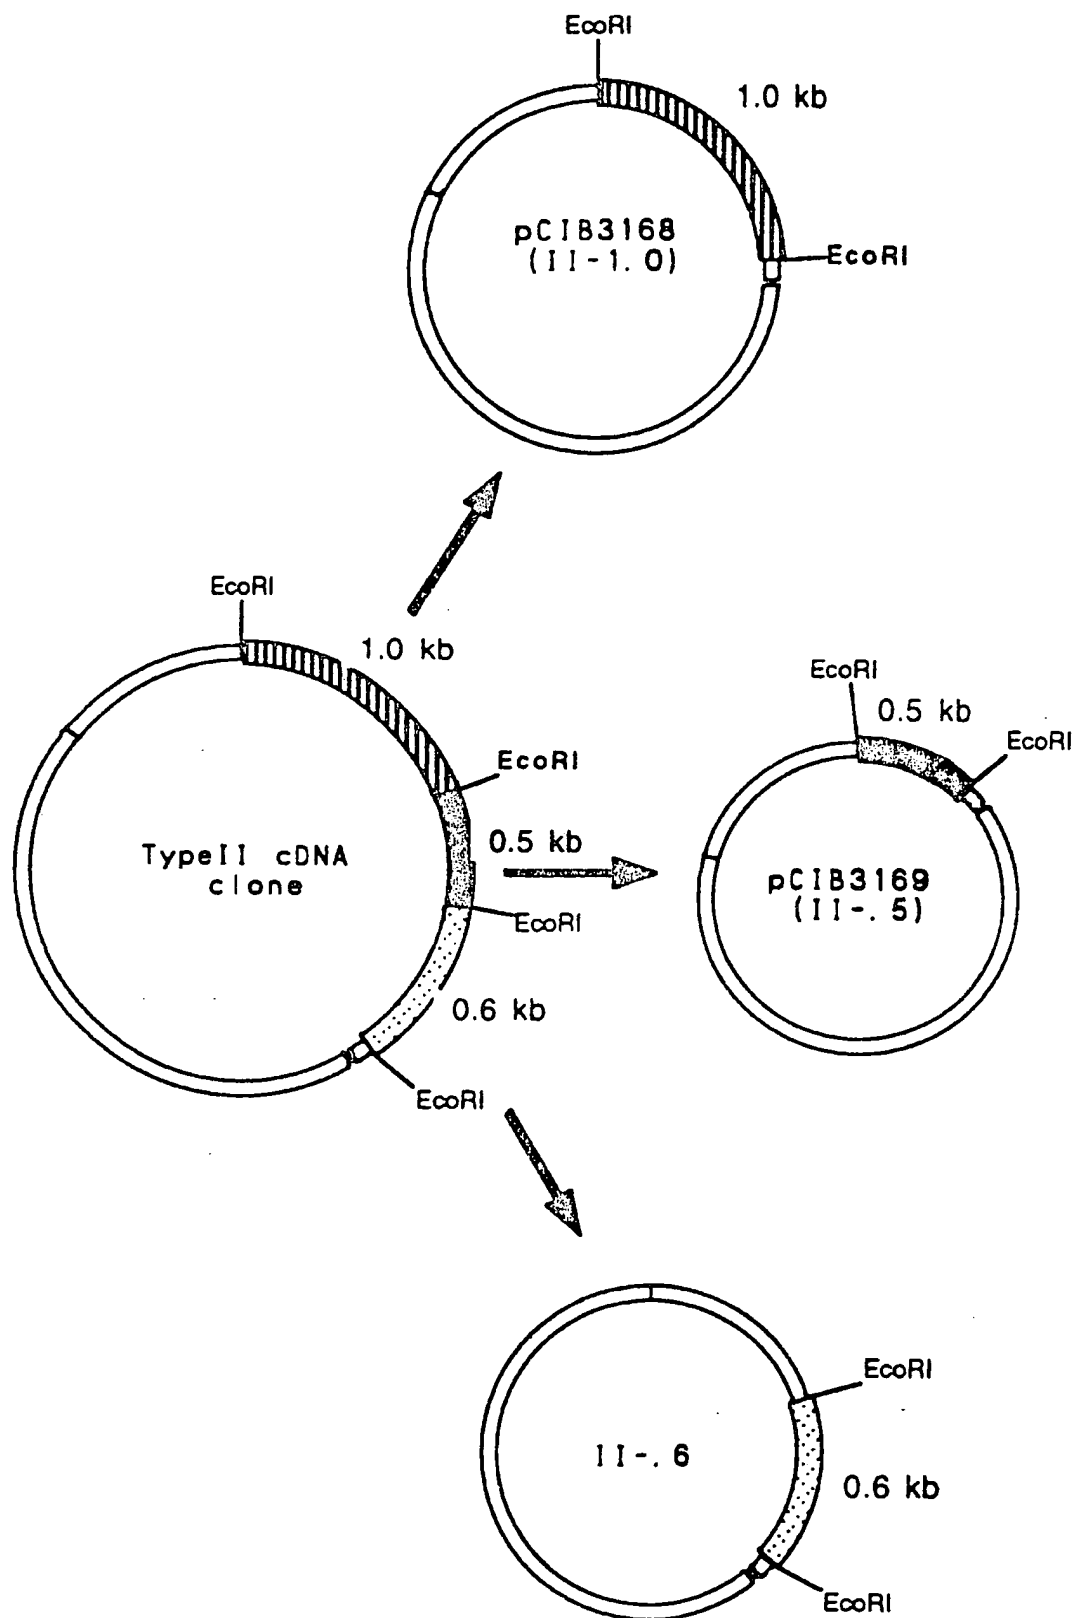 EcoRI
1.0 kb
pCIB3168
(II-1.0)
EcoRI
EcoRI
1.0 kb
EcoRI
0.5 kb
EcoRI
EcoRI
TypeII cDNA
clone
0.5 kb
pCIB3169
(II-.5)
EcoRI
0.6 kb
EcoRI
EcoRI
II-.6
0.6 kb
EcoRI